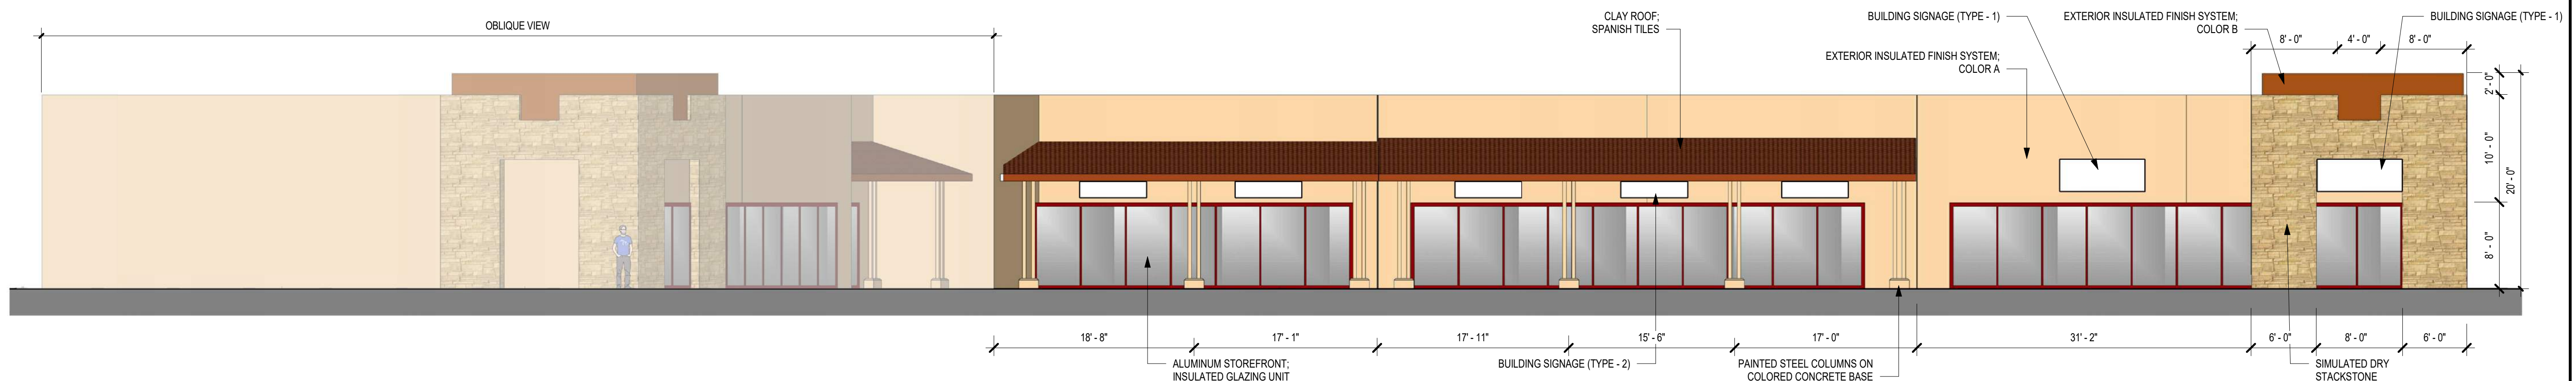 OBLIQUE VIEW
CLAY ROOF;
SPANISH TILES
BUILDING SIGNAGE (TYPE - 1)
EXTERIOR INSULATED FINISH SYSTEM;
COLOR A
EXTERIOR INSULATED FINISH SYSTEM;
COLOR B
BUILDING SIGNAGE (TYPE - 1)
8' - 0"
4' - 0"
8' - 0"
2' - 0"
10' - 0"
20' - 0"
8' - 0"
18' - 8"
17' - 1"
17' - 11"
15' - 6"
17' - 0"
31' - 2"
6' - 0"
8' - 0"
6' - 0"
ALUMINUM STOREFRONT;
INSULATED GLAZING UNIT
BUILDING SIGNAGE (TYPE - 2)
PAINTED STEEL COLUMNS ON
COLORED CONCRETE BASE
SIMULATED DRY
STACKSTONE